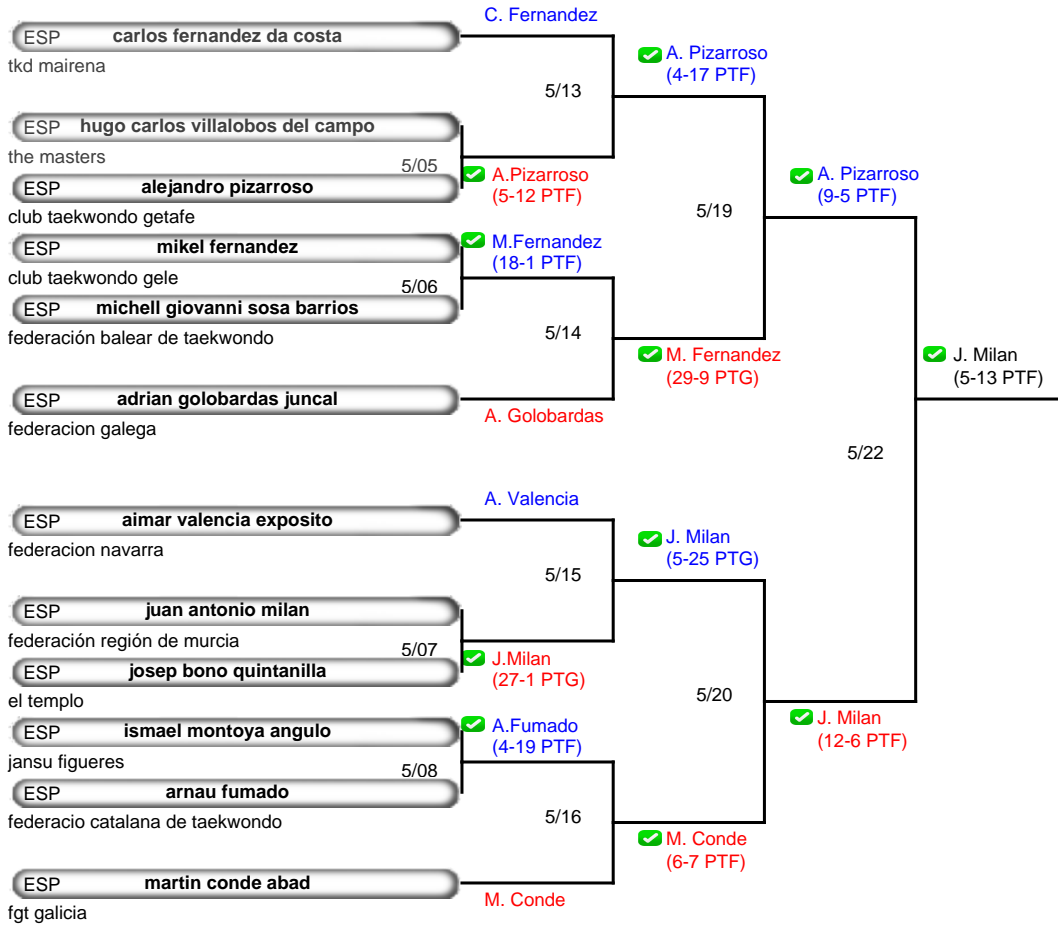 C. Fernandez
ESP carlos fernandez da costa
tkd mairena
A. Pizarroso
(4-17 PTF)
5/13
ESP hugo carlos villalobos del campo
the masters
5/05
A.Pizarroso
(5-12 PTF)
ESP alejandro pizarroso
club taekwondo getafe
A. Pizarroso
(9-5 PTF)
5/19
ESP mikel fernandez
club taekwondo gele
M.Fernandez
(18-1 PTF)
5/06
ESP michell giovanni sosa barrios
federación balear de taekwondo
5/14
M. Fernandez
(29-9 PTG)
J. Milan
(5-13 PTF)
ESP adrian golobardas juncal
federacion galega
A. Golobardas
5/22
A. Valencia
ESP aimar valencia exposito
federacion navarra
J. Milan
(5-25 PTG)
5/15
ESP juan antonio milan
federación región de murcia
5/07
J.Milan
(27-1 PTG)
ESP josep bono quintanilla
el templo
5/20
J. Milan
(12-6 PTF)
ESP ismael montoya angulo
jansu figueres
A.Fumado
(4-19 PTF)
5/08
ESP arnau fumado
federacio catalana de taekwondo
5/16
M. Conde
(6-7 PTF)
ESP martin conde abad
fgt galicia
M. Conde